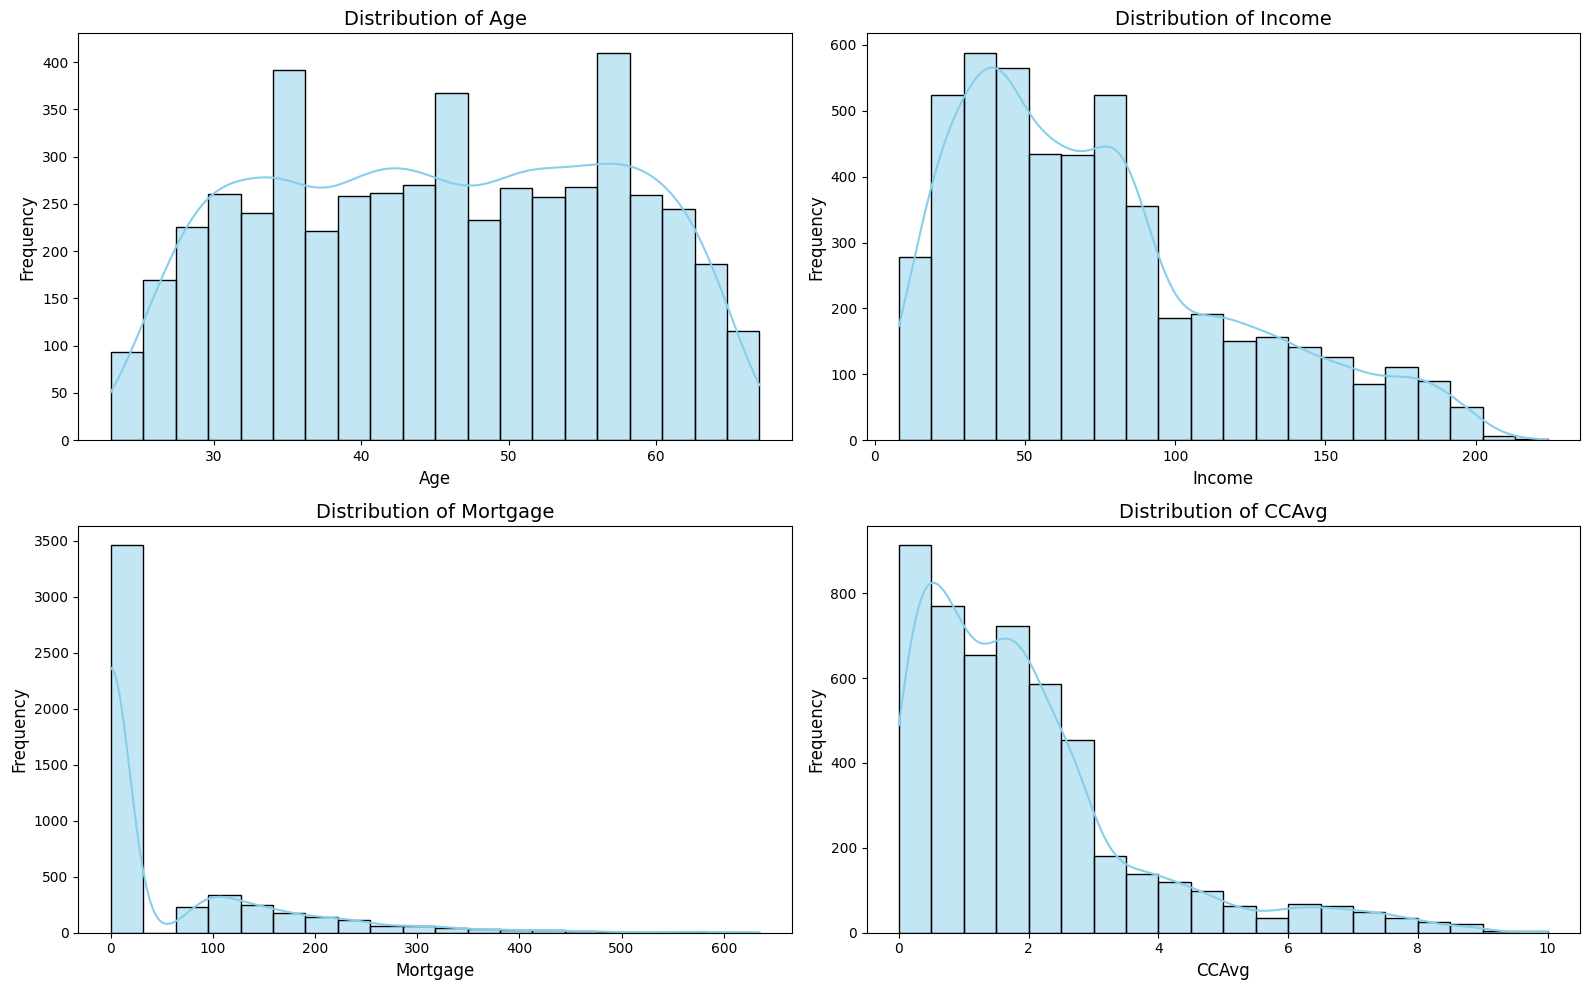 Distribution of Age
Frequency
400
350
300
250
200
150
100
50
0
30 40 50 60
Age
Distribution of Income
Frequency
600
500
400
300
200
100
0
0 50 100 150 200
Income
Distribution of Mortgage
Frequency
3500
3000
2500
2000
1500
1000
500
0
0 100 200 300 400 500 600
Mortgage
Distribution of CCAvg
Frequency
800
600
400
200
0
0 2 4 6 8 10
CCAvg